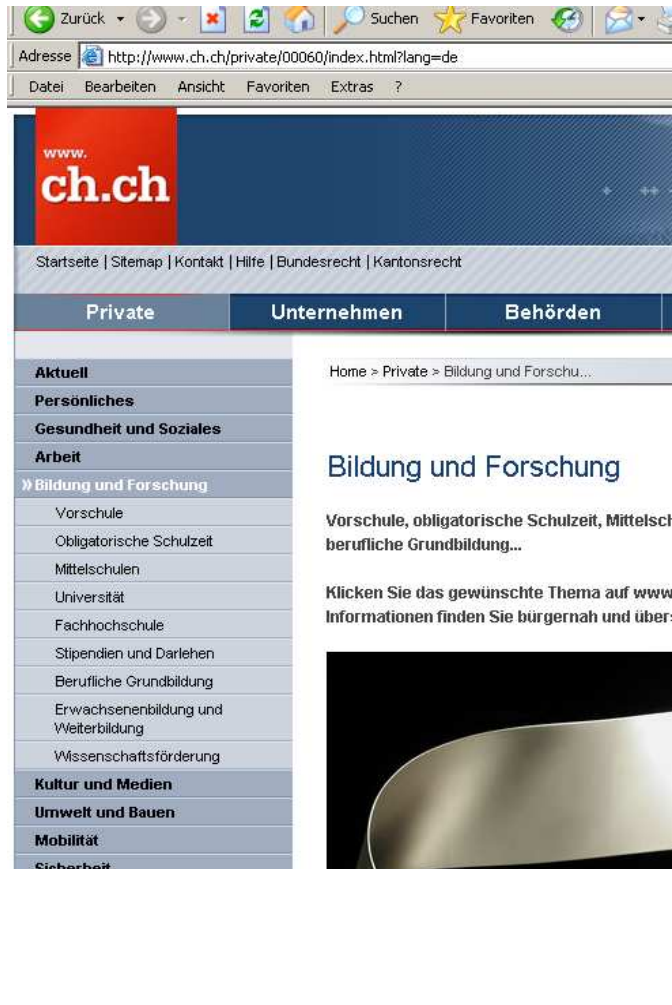 Zurück Suchen Favoriten
Adresse http://www.ch.ch/private/00060/index.html?lang=de
Datei Bearbeiten Ansicht Favoriten Extras ?
www.
ch.ch
Startseite | Sitemap | Kontakt | Hilfe | Bundesrecht | Kantonsrecht
Private Unternehmen Behörden
Aktuell
Persönliches
Gesundheit und Soziales
Arbeit
» Bildung und Forschung
Vorschule
Obligatorische Schulzeit
Mittelschulen
Universität
Fachhochschule
Stipendien und Darlehen
Berufliche Grundbildung
Erwachsenenbildung und
Weiterbildung
Wissenschaftsförderung
Kultur und Medien
Umwelt und Bauen
Mobilität
Sicherheit
Home > Private > Bildung und Forschu...
Bildung und Forschung
Vorschule, obligatorische Schulzeit, Mittelsch
berufliche Grundbildung...
Klicken Sie das gewünschte Thema auf www
Informationen finden Sie bürgernah und übers